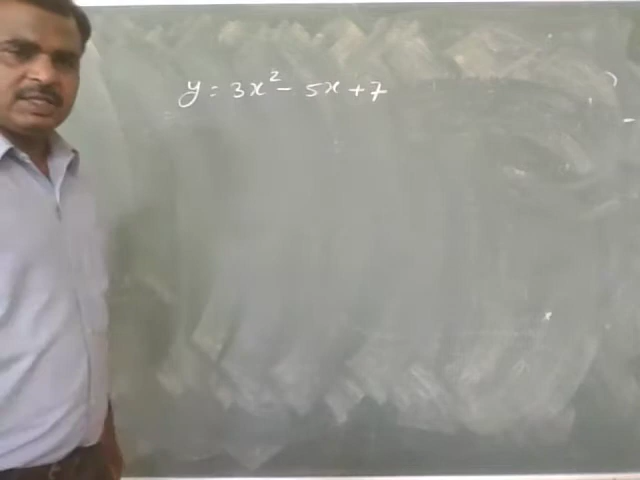 y = 3x² - 5x + 7